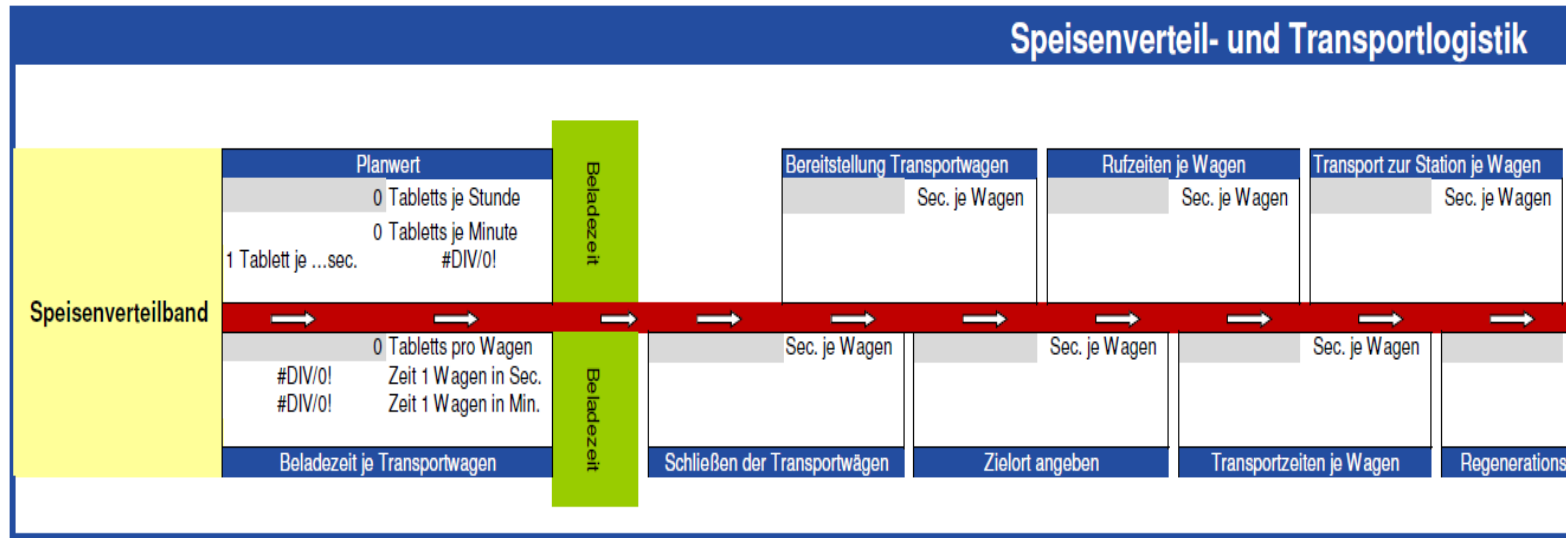 Speisenverteil- und Transportlogistik
Planwert
0 Tabletts je Stunde
0 Tabletts je Minute
1 Tablett je ...sec. #DIV/0!
Beladezeit
Bereitstellung Transportwagen
Sec. je Wagen
Rufzeiten je Wagen
Sec. je Wagen
Transport zur Station je Wagen
Sec. je Wagen
Speisenverteilband
0 Tabletts pro Wagen
#DIV/0! Zeit 1 Wagen in Sec.
#DIV/0! Zeit 1 Wagen in Min.
Beladezeit je Transportwagen
Beladezeit
Sec. je Wagen
Schließen der Transportwägen
Sec. je Wagen
Zielort angeben
Sec. je Wagen
Transportzeiten je Wagen
Regenerations